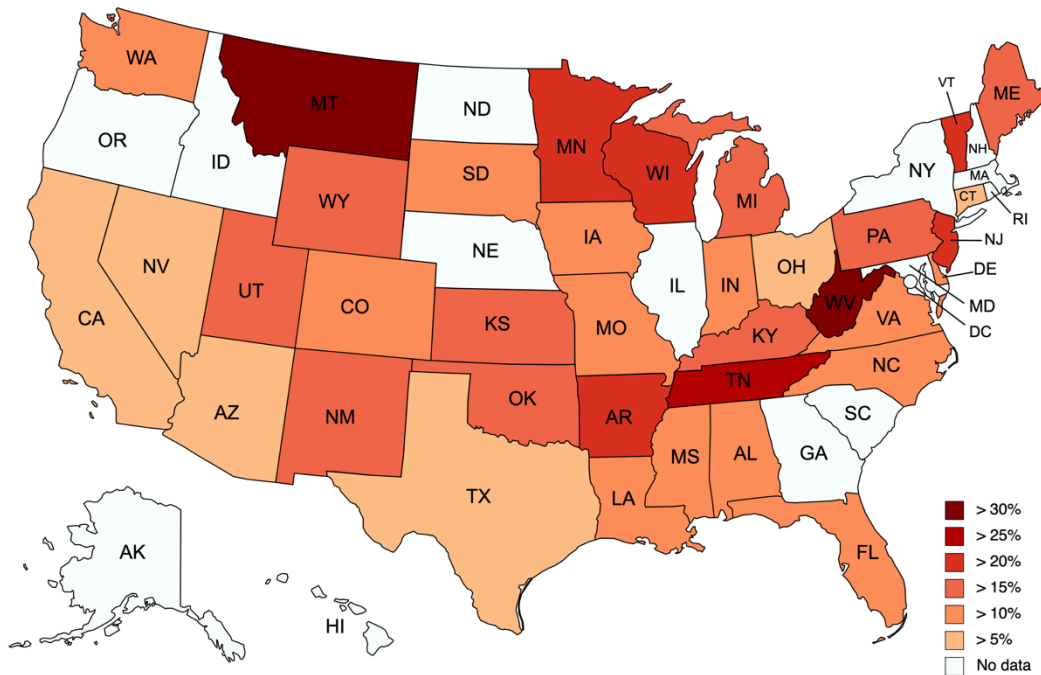 WA
MT
ND
VT
ME
OR
MN
NH
ID
SD
WI
NY
MA
WY
MI
CT
RI
NE
IA
PA
NJ
NV
OH
DE
UT
IL
IN
CA
CO
WV
MD
KS
MO
VA
KY
DC
NC
TN
OK
AZ
NM
AR
SC
MS
AL
GA
TX
LA
> 30%
> 25%
AK
FL
> 20%
> 15%
> 10%
HI
> 5%
No data